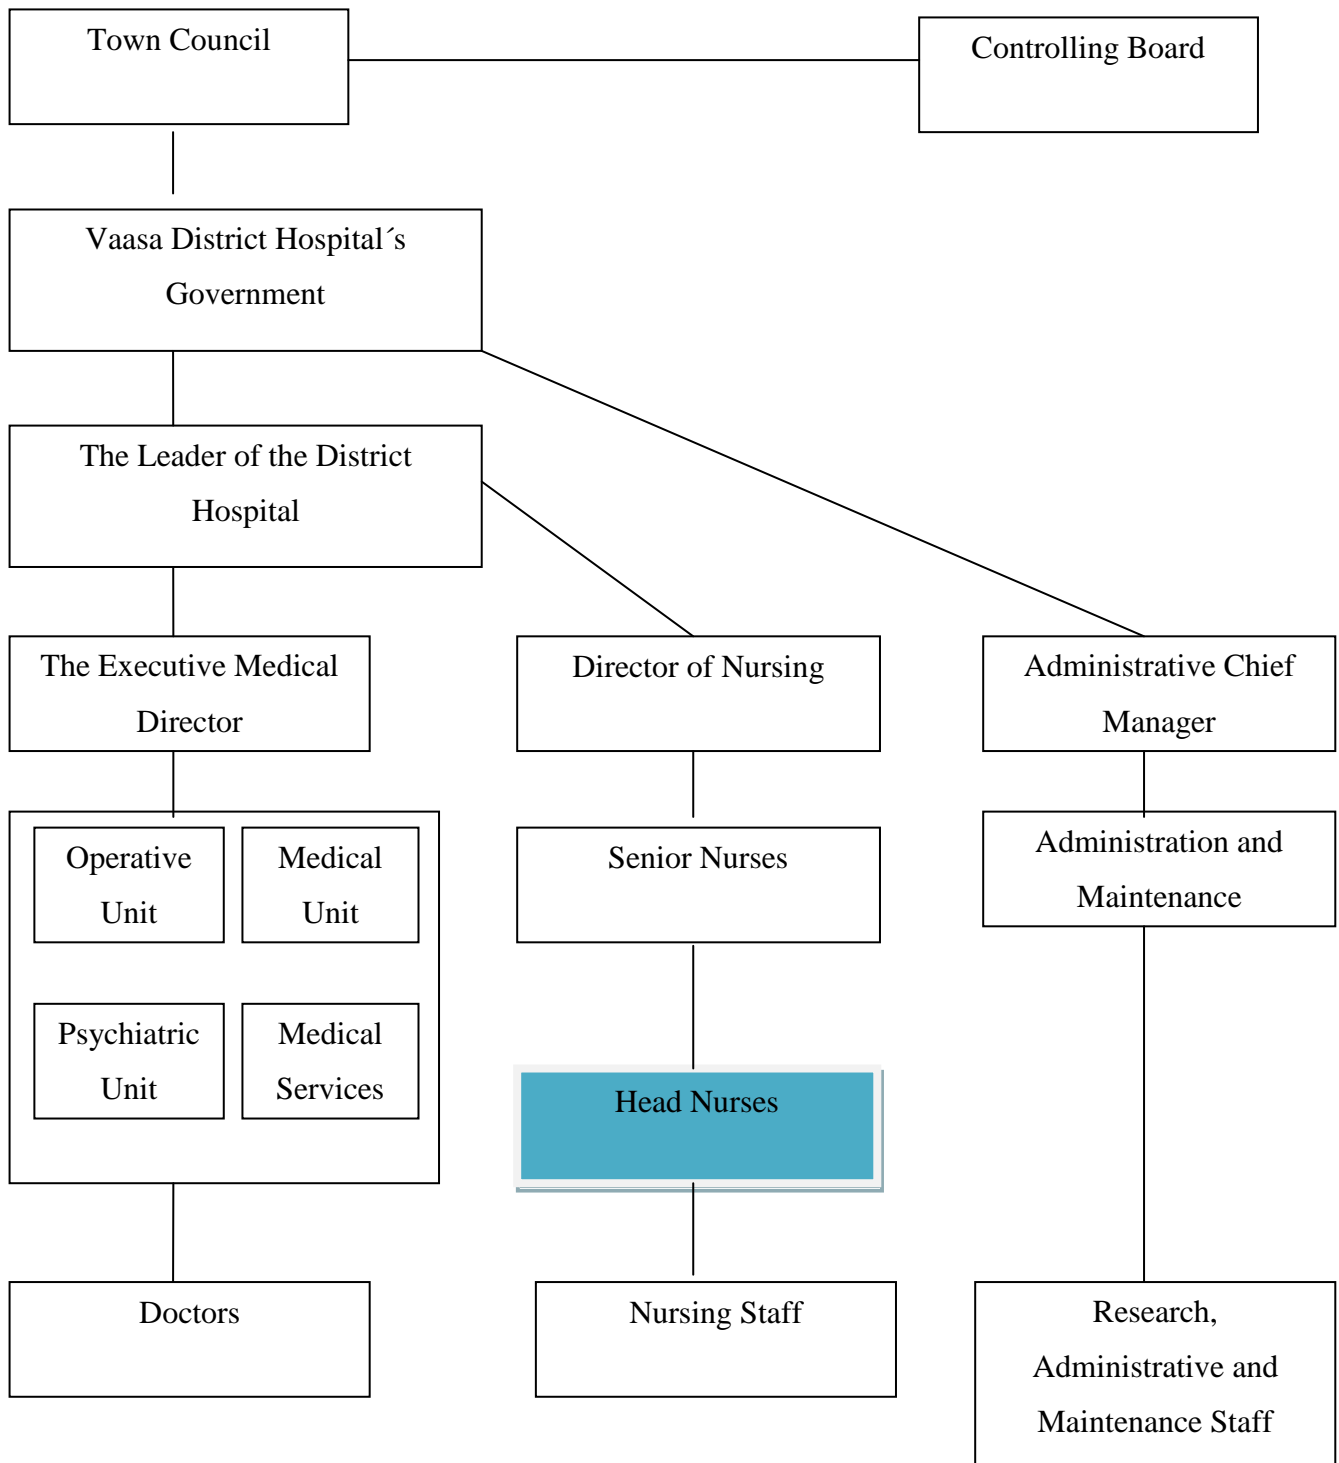 Town Council
Controlling Board
Vaasa District Hospital´s
Government
The Leader of the District
Hospital
The Executive Medical
Director
Director of Nursing
Administrative Chief
Manager
Operative
Unit
Medical
Unit
Senior Nurses
Administration and
Maintenance
Psychiatric
Unit
Medical
Services
Head Nurses
Doctors
Nursing Staff
Research,
Administrative and
Maintenance Staff